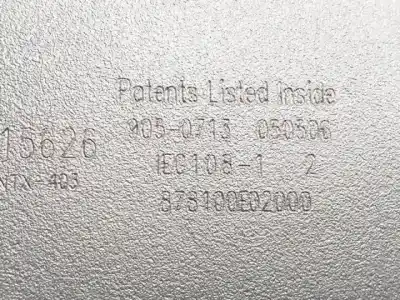 Patents Listed Inside
905-0713 050506
15626
IEC108-1 2
NTX-403
878100E02000